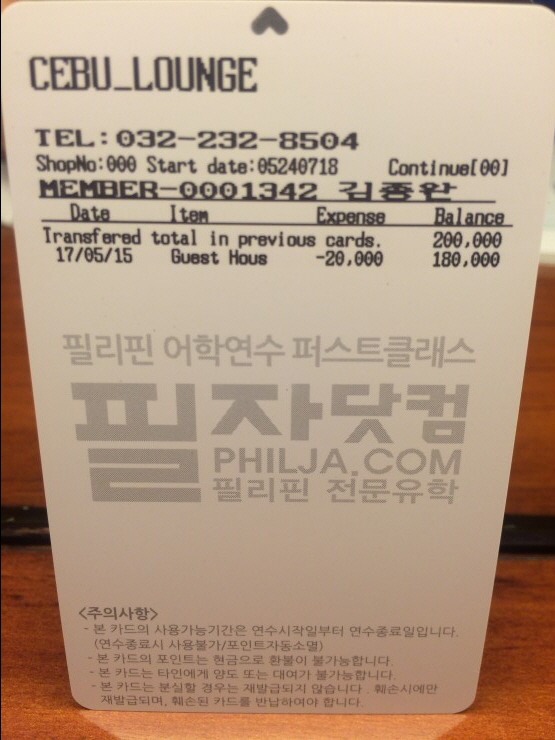 CEBU_LOUNGE
TEL:032-232-8504
ShopNo:000 Start date:05240718 Continue[00]
MEMBER-0001342 김종완
Date Item Expense Balance
Transfered total in previous cards. 200,000
17/05/15 Guest Hous -20,000 180,000
필리핀 어학연수 퍼스트클래스
필자닷컴
PHILJA.COM
필리핀 전문유학
<주의사항>
- 본 카드의 사용가능기간은 연수시작일부터 연수종료일입니다.
(연수종료시 사용불가/포인트자동소멸)
- 본 카드의 포인트는 현금으로 환불이 불가능합니다.
- 본 카드는 타인에게 양도 또는 대여가 불가능합니다.
- 본 카드는 분실할 경우는 재발급되지 않습니다. 훼손시에만
재발급되며, 훼손된 카드를 반납하여야 합니다.